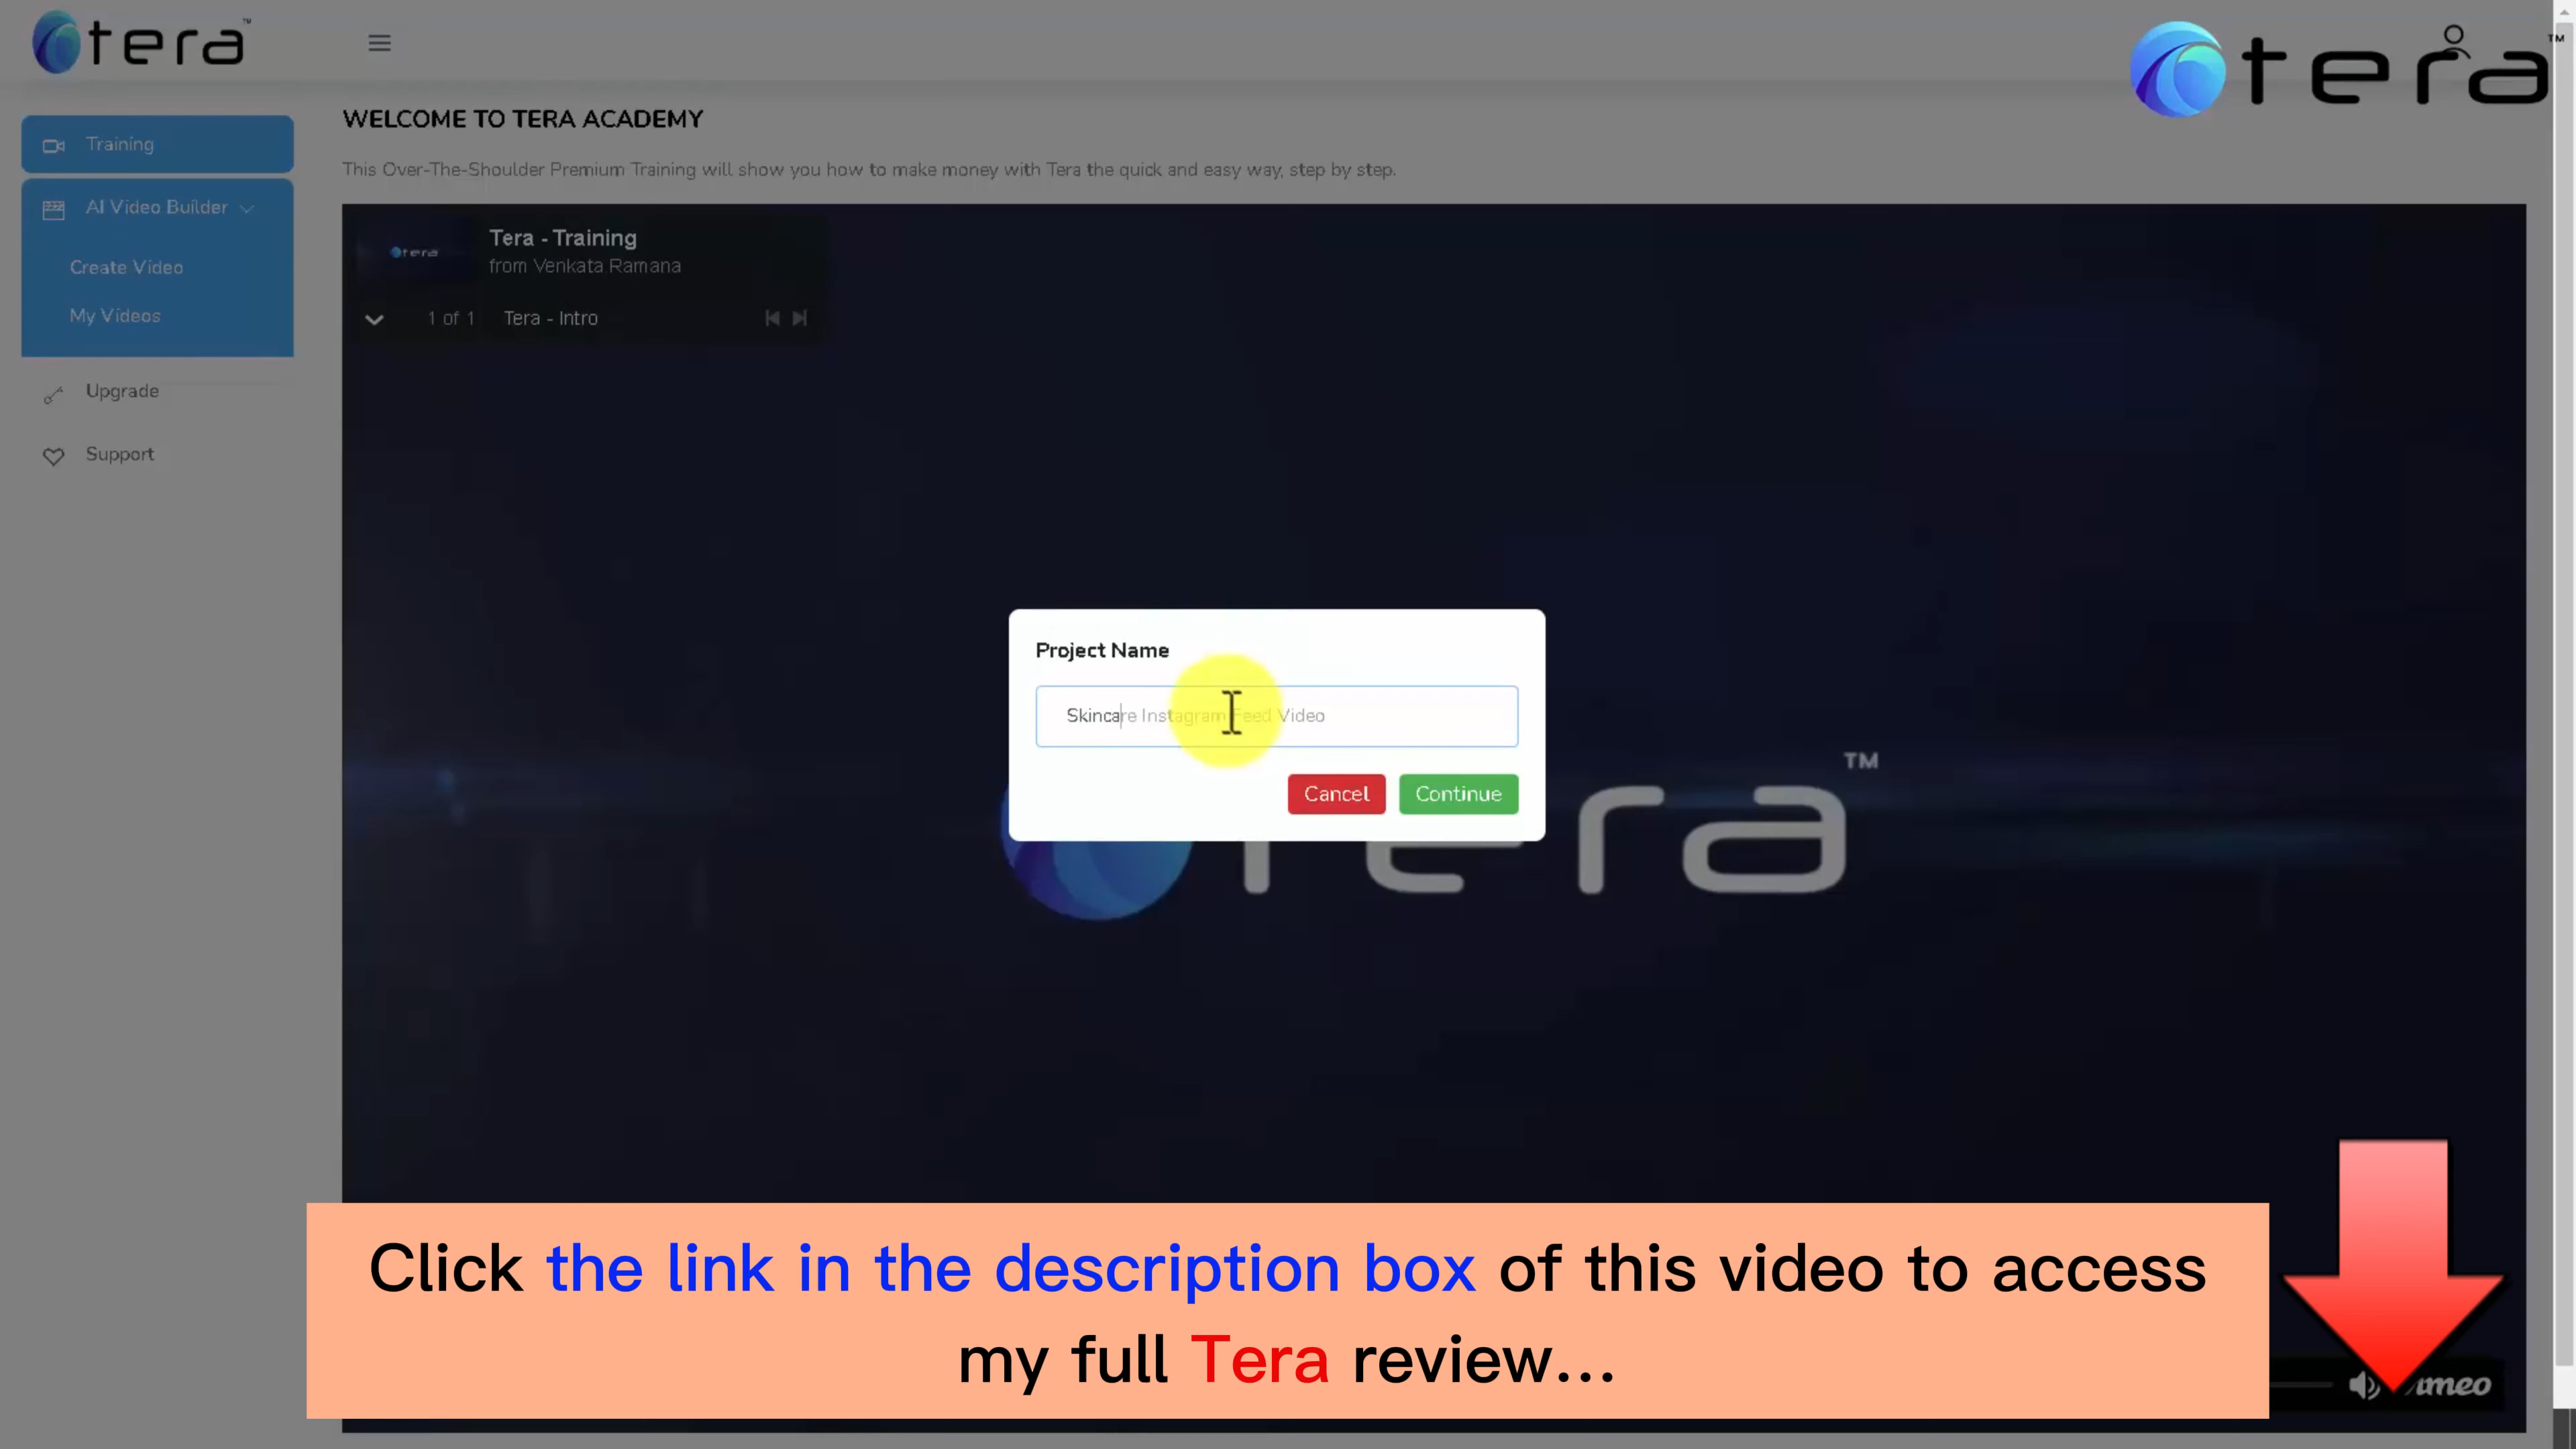 tera™
tera™
WELCOME TO TERA ACADEMY
This Over-The-Shoulder Premium Training will show you how to make money with Tera the quick and easy way, step by step.
Training
AI Video Builder
Create Video
My Videos
Upgrade
Support
tera
Tera - Training
from Venkata Ramana
1 of 1 Tera - Intro
Project Name
Skincare Instagram Feed Video
Cancel Continue
tera™
Click the link in the description box of this video to access
my full Tera review...